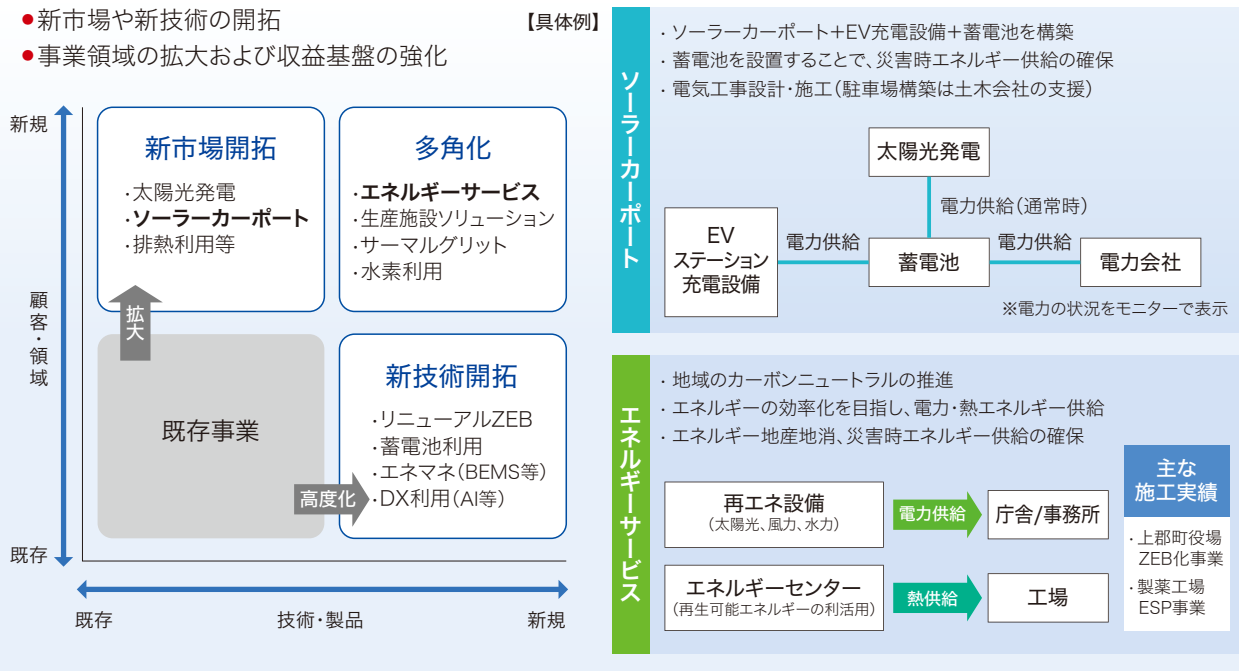 ●新市場や新技術の開拓
●事業領域の拡大および収益基盤の強化
【具体例】
新規
顧客・領域
既存
新市場開拓
・太陽光発電
・ソーラーカーポート
・排熱利用等
多角化
・エネルギーサービス
・生産施設ソリューション
・サーマルグリット
・水素利用
拡大
既存事業
高度化
新技術開拓
・リニューアルZEB
・蓄電池利用
・エネマネ(BEMS等)
・DX利用(AI等)
既存
技術・製品
新規
ソーラーカーポート
・ソーラーカーポート+EV充電設備+蓄電池を構築
・蓄電池を設置することで、災害時エネルギー供給の確保
・電気工事設計・施工(駐車場構築は土木会社の支援)
太陽光発電
電力供給(通常時)
EV
ステーション
充電設備
電力供給
蓄電池
電力供給
電力会社
※電力の状況をモニターで表示
エネルギーサービス
・地域のカーボンニュートラルの推進
・エネルギーの効率化を目指し、電力・熱エネルギー供給
・エネルギー地産地消、災害時エネルギー供給の確保
再エネ設備
(太陽光、風力、水力)
電力供給
庁舎/事務所
エネルギーセンター
(再生可能エネルギーの利活用)
熱供給
工場
主な
施工実績
・上郡町役場
ZEB化事業
・製薬工場
ESP事業